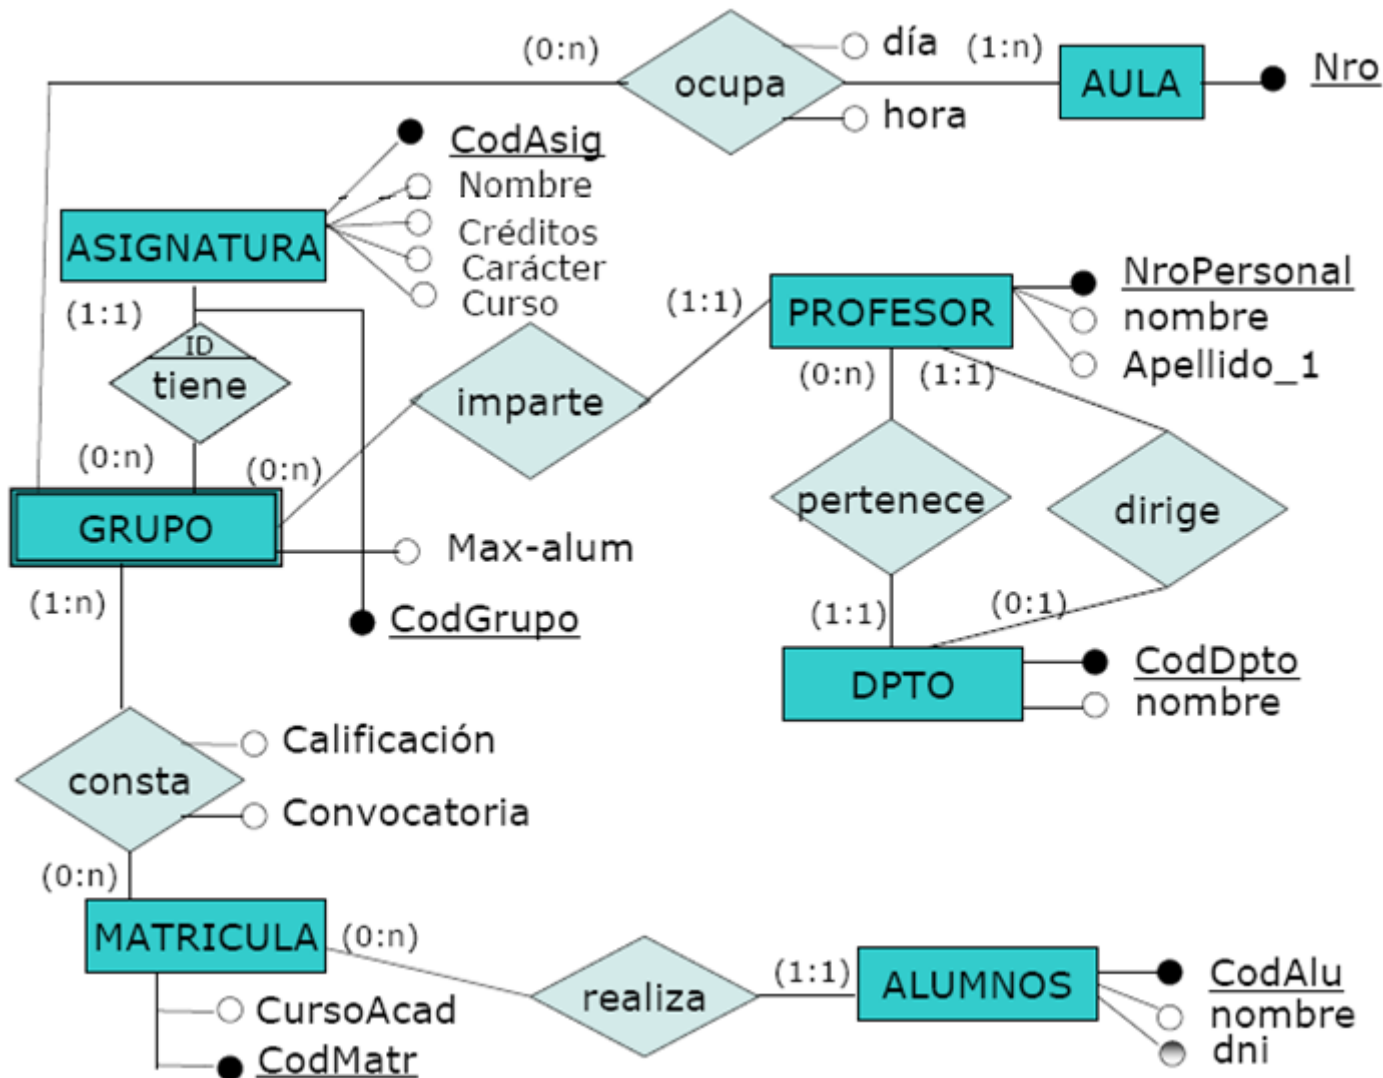 (0:n)
ocupa
día
hora
(1:n)
AULA
Nro
CodAsig
Nombre
Créditos
Carácter
Curso
ASIGNATURA
(1:1)
ID
tiene
(0:n)
(0:n)
imparte
(1:1)
PROFESOR
NroPersonal
nombre
Apellido_1
(0:n)
(1:1)
pertenece
dirige
GRUPO
Max-alum
CodGrupo
(1:n)
(1:1)
(0:1)
DPTO
CodDpto
nombre
consta
Calificación
Convocatoria
(0:n)
MATRICULA
(0:n)
CursoAcad
CodMatr
realiza
(1:1)
ALUMNOS
CodAlu
nombre
dni